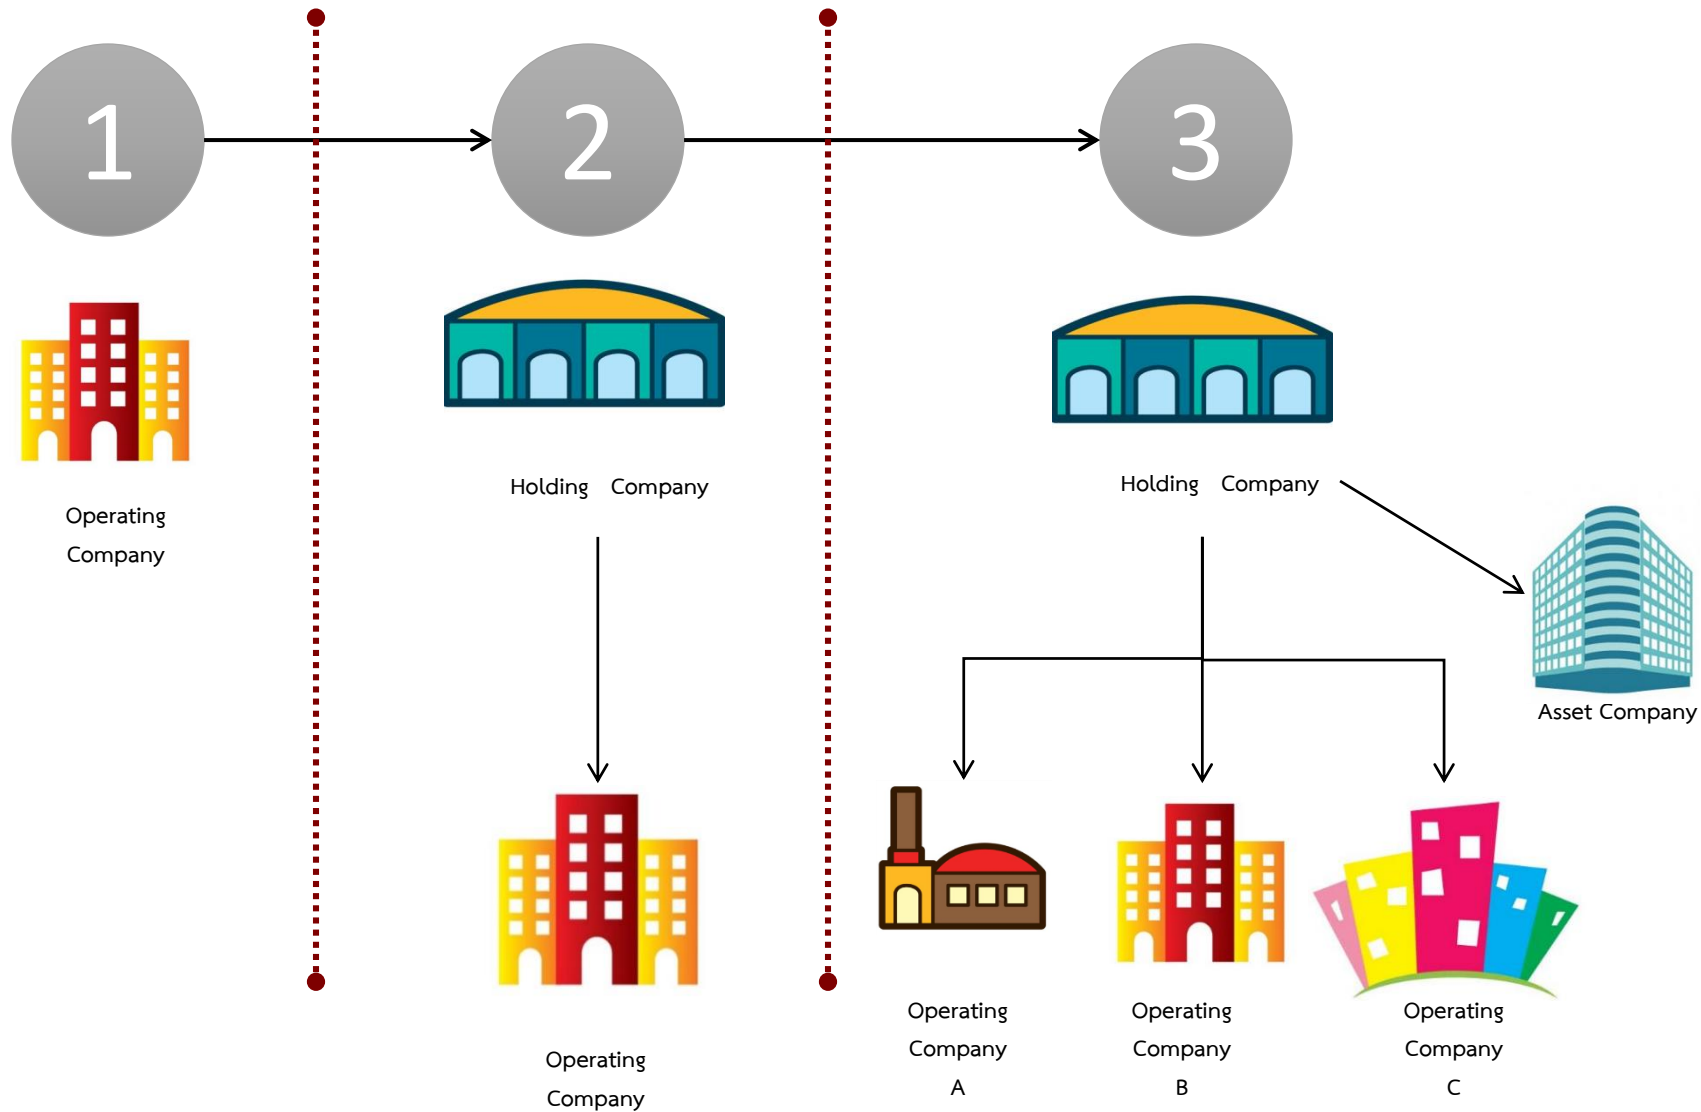 1
2
3
Operating
Company
Holding Company
Operating
Company
Holding Company
Asset Company
Operating
Company
A
Operating
Company
B
Operating
Company
C